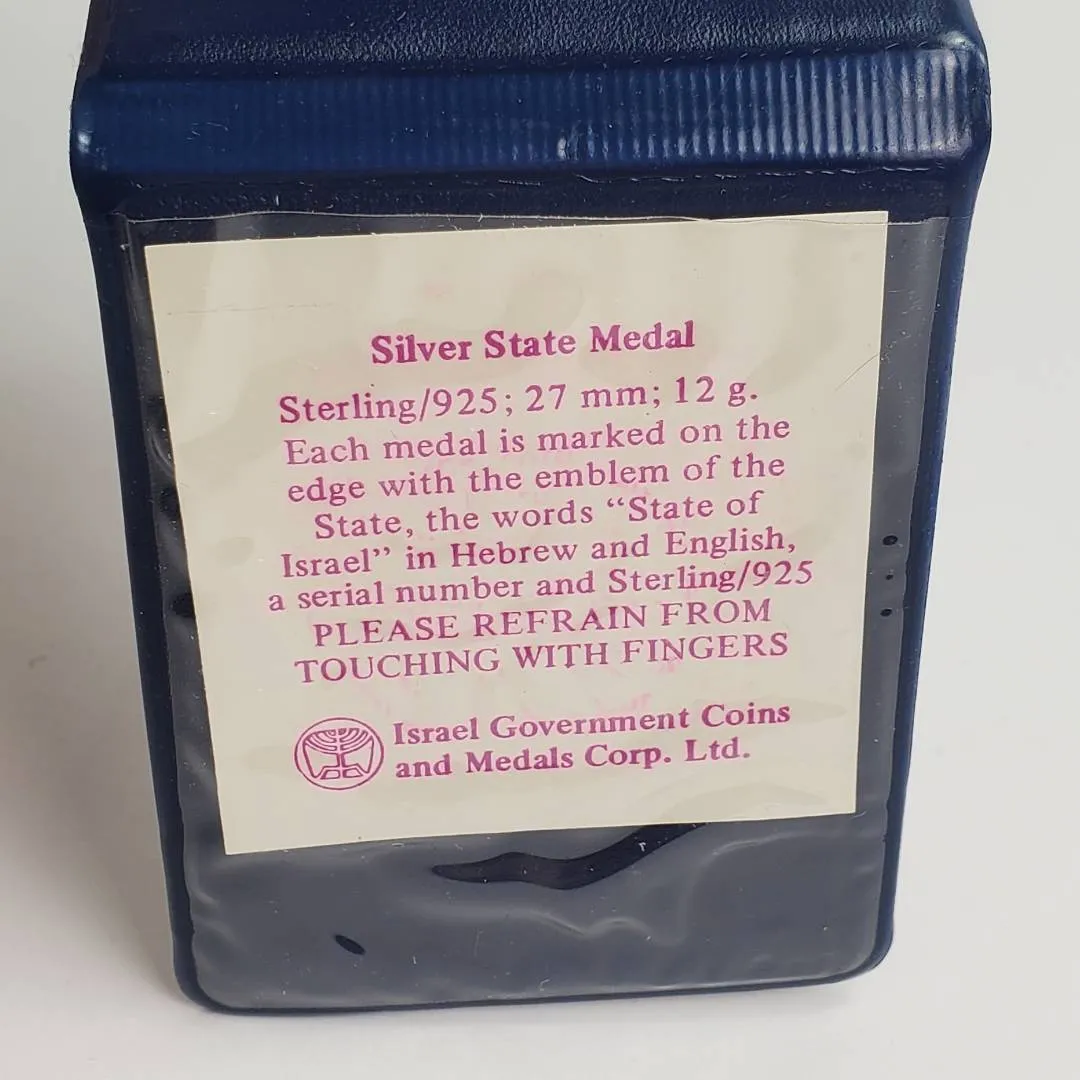 Silver State Medal
Sterling/925; 27 mm; 12 g.
Each medal is marked on the
edge with the emblem of the
State, the words “State of
Israel” in Hebrew and English,
a serial number and Sterling/925
PLEASE REFRAIN FROM
TOUCHING WITH FINGERS
Israel Government Coins
and Medals Corp. Ltd.